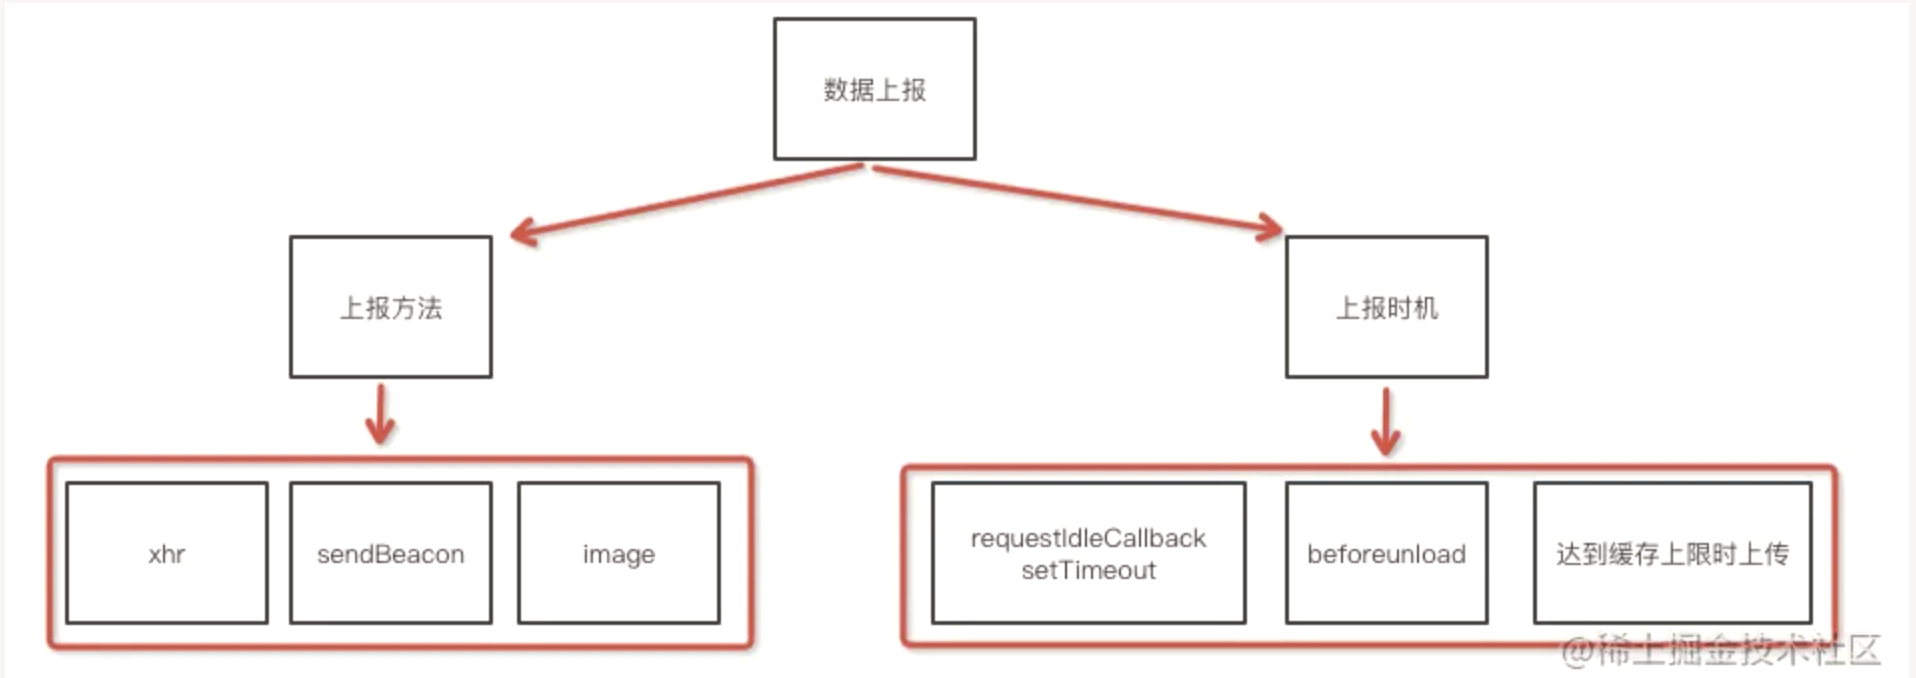 数据上报
上报方法
上报时机
xhr
sendBeacon
image
requestIdleCallback
setTimeout
beforeunload
达到缓存上限时上传
@稀土掘金技术社区